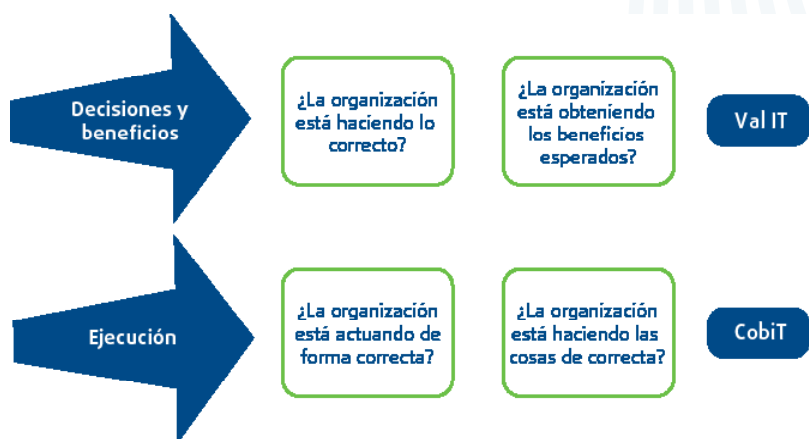 Decisiones y
beneficios
¿La organización
está haciendo lo
correcto?
¿La organización
está obteniendo
los beneficios
esperados?
Val IT
Ejecución
¿La organización
está actuando de
forma correcta?
¿La organización
está haciendo las
cosas de correcta?
CobiT